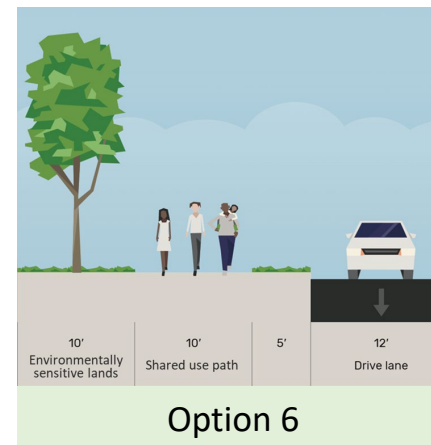 10' 10' 5' 12'
Environmentally
sensitive lands
Shared use path
Drive lane
Option 6